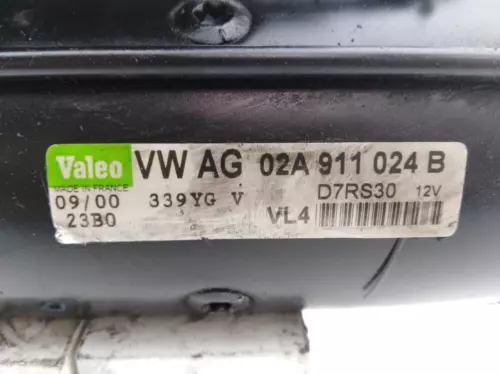 Valeo VW AG 02A 911 024 B
MADE IN FRANCE D7RS30 12V
09/00 339YG V VL4
23B0